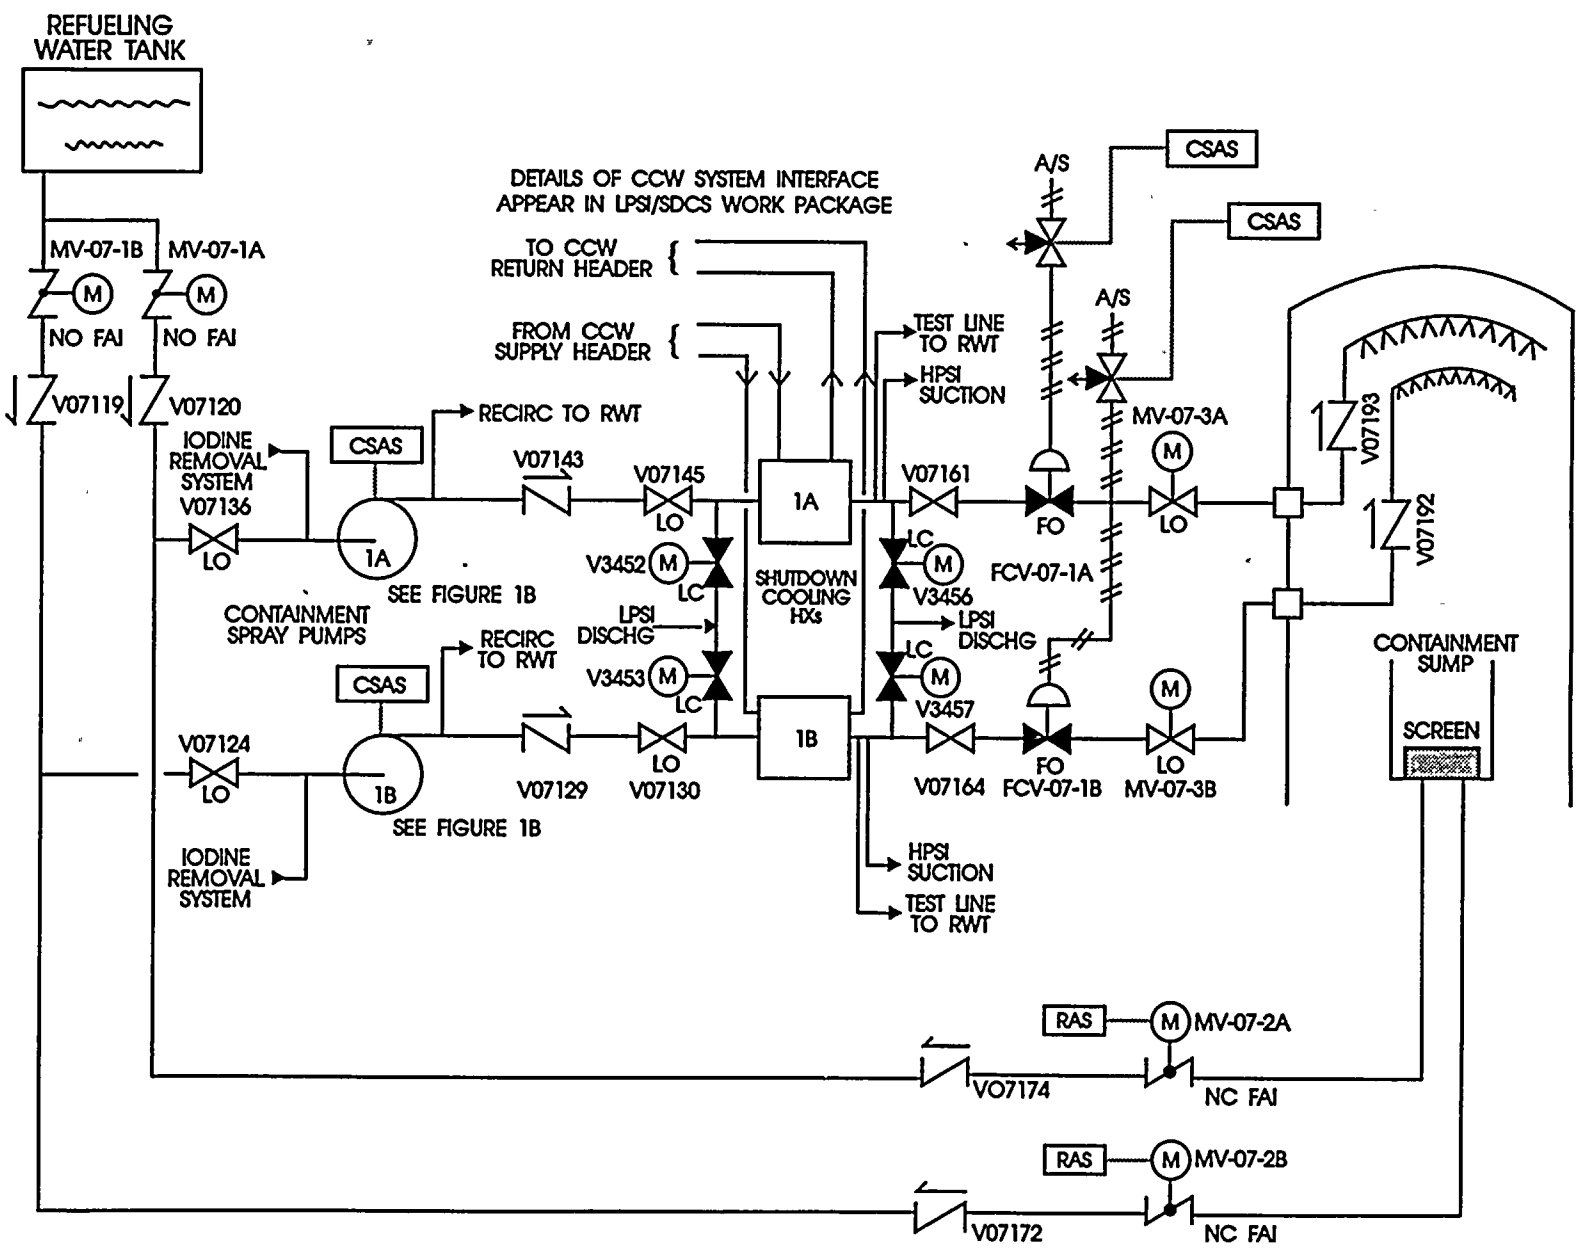 REFUELING
WATER TANK
MV-07-1B
MV-07-1A
M
M
NO FAI
NO FAI
V07119
V07120
DETAILS OF CCW SYSTEM INTERFACE
APPEAR IN LPSI/SDCS WORK PACKAGE
TO CCW
RETURN HEADER
FROM CCW
SUPPLY HEADER
TEST LINE
TO RWT
HPSI
SUCTION
A/S
CSAS
CSAS
A/S
IODINE
REMOVAL
SYSTEM
V07136
LO
CSAS
1A
SEE FIGURE 1B
RECIRC TO RWT
V07143
V07145
LO
1A
V07161
FO
FCV-07-1A
MV-07-3A
M
LO
V07193
V07192
CONTAINMENT
SPRAY PUMPS
V3452
M
LC
LPSI
DISCHG
V3453
M
LC
SHUTDOWN
COOLING
HXs
LC
M
V3456
LPSI
DISCHG
LC
M
V3457
CSAS
RECIRC
TO RWT
V07124
LO
1B
SEE FIGURE 1B
IODINE
REMOVAL
SYSTEM
V07129
LO
V07130
1B
V07164
FO
FCV-07-1B
M
LO
MV-07-3B
CONTAINMENT
SUMP
SCREEN
HPSI
SUCTION
TEST LINE
TO RWT
RAS
M
MV-07-2A
VO7174
NC FAI
RAS
M
MV-07-2B
V07172
NC FAI